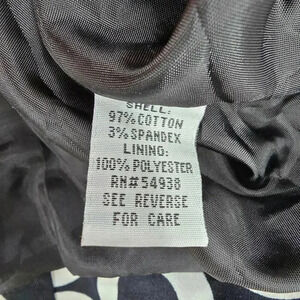 SHELL:
97% COTTON
3% SPANDEX
LINING:
100% POLYESTER
RN#54938
SEE REVERSE
FOR CARE